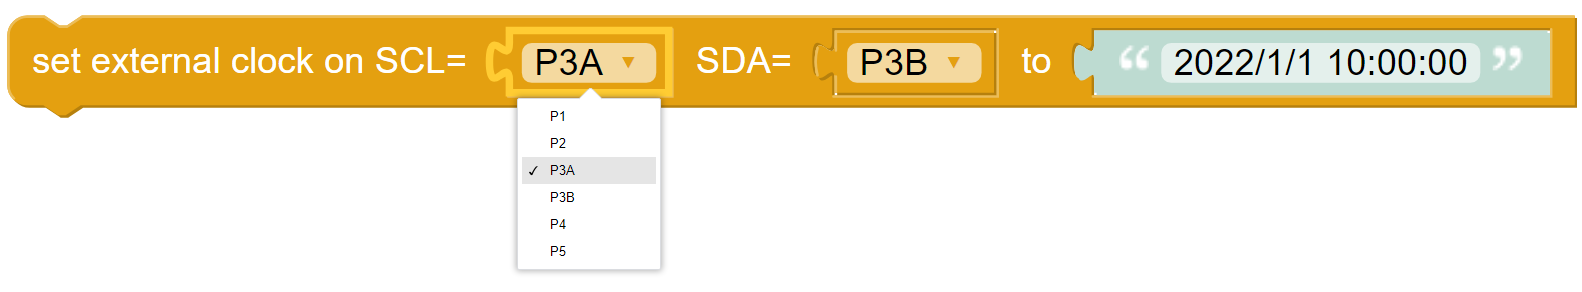 set external clock on SCL= P3A ▼ SDA= P3B ▼ to “ 2022/1/1 10:00:00 ”
P1
P2
✓ P3A
P3B
P4
P5